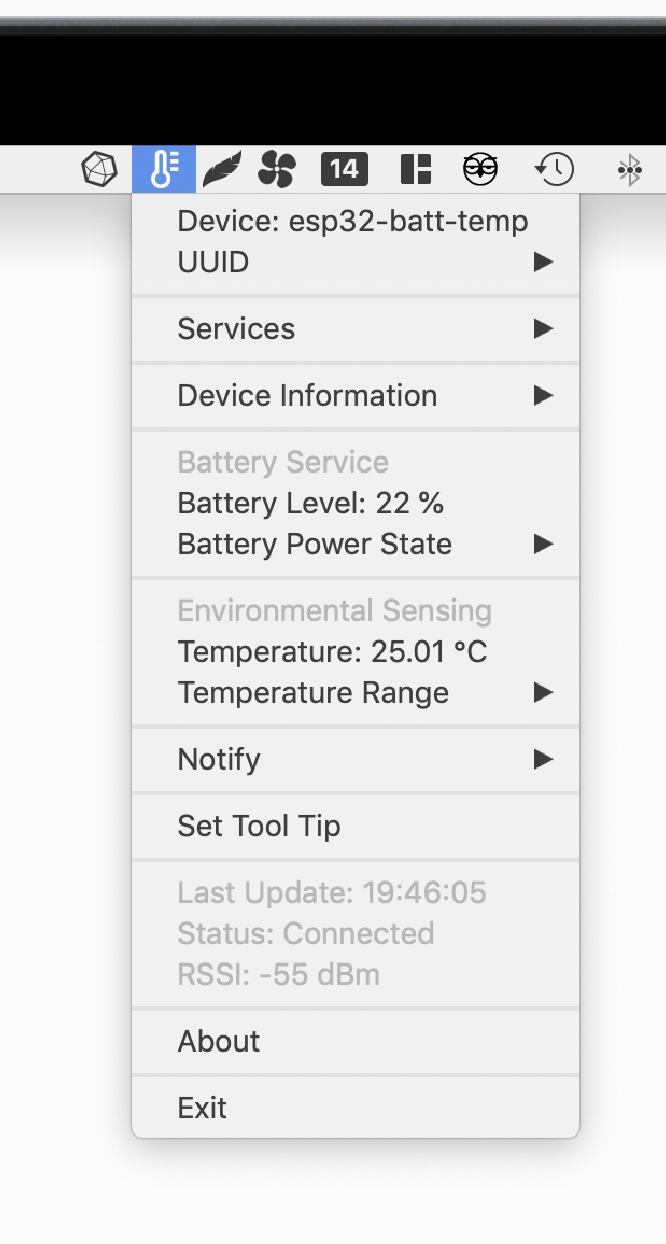 14
Device: esp32-batt-temp
UUID
Services
Device Information
Battery Service
Battery Level: 22 %
Battery Power State
Environmental Sensing
Temperature: 25.01 °C
Temperature Range
Notify
Set Tool Tip
Last Update: 19:46:05
Status: Connected
RSSI: -55 dBm
About
Exit